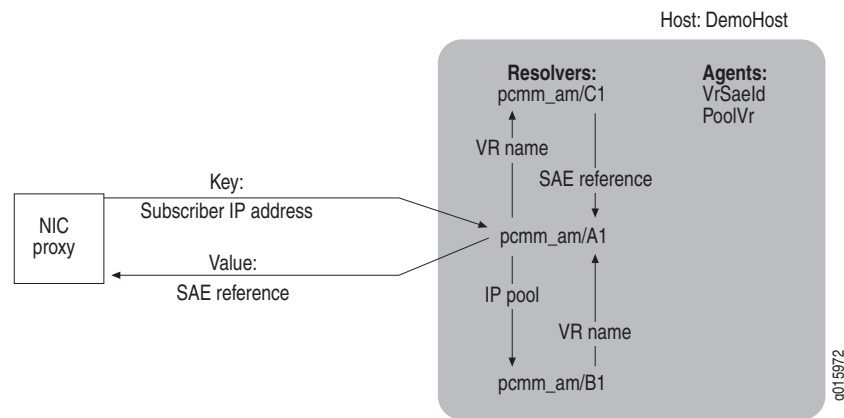 Host: DemoHost
Resolvers:
pcmm_am/C1
Agents:
VrSaeId
PoolVr
VR name
SAE reference
Key:
Subscriber IP address
NIC
proxy
pcmm_am/A1
Value:
SAE reference
IP pool
VR name
pcmm_am/B1
g015972